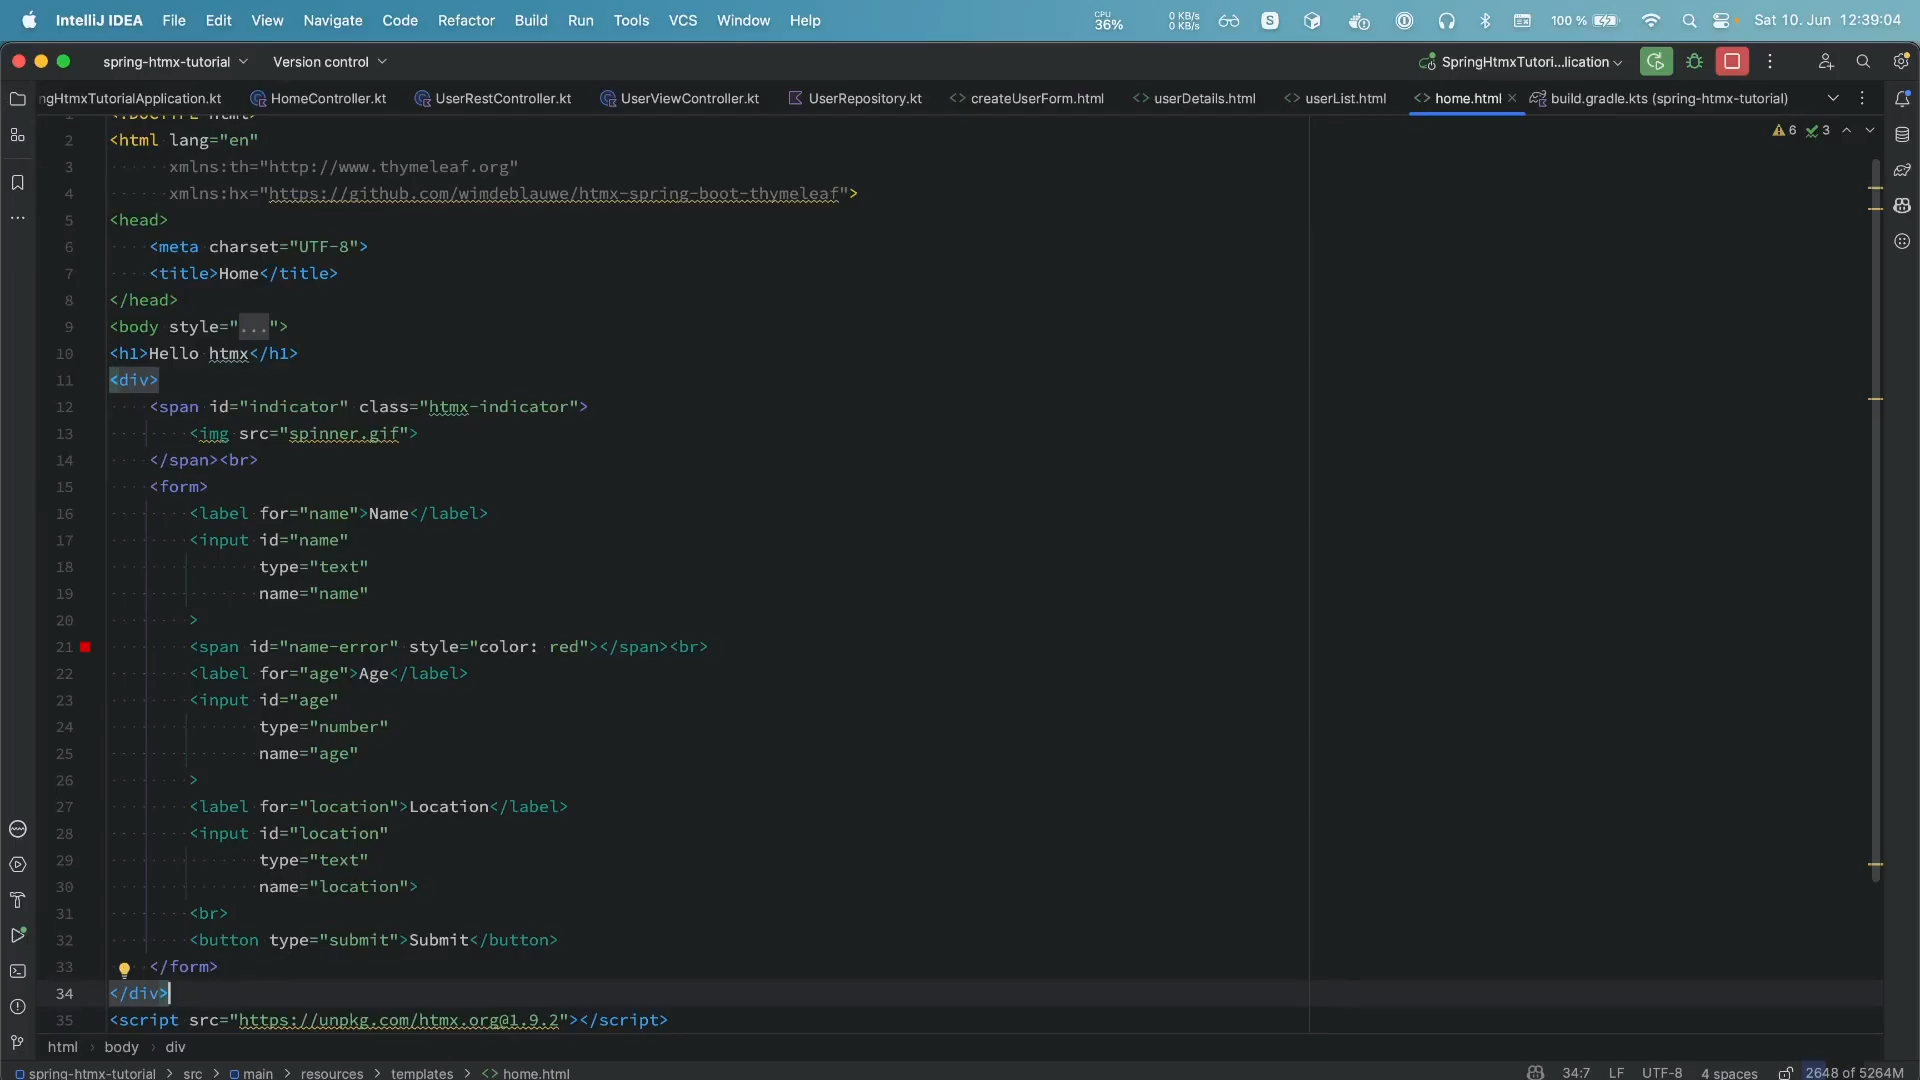 IntelliJ IDEA File Edit View Navigate Code Refactor Build Run Tools VCS Window Help CPU 36% 0 KB/s 0 KB/s S 100 % Sat 10. Jun 12:39:04
spring-htmx-tutorial Version control SpringHtmxTutori...lication
ngHtmxTutorialApplication.kt HomeController.kt UserRestController.kt UserViewController.kt UserRepository.kt createUserForm.html userDetails.html userList.html home.html build.gradle.kts (spring-htmx-tutorial)
6 3
1 <!DOCTYPE html>
2 <html lang="en"
3 xmlns:th="http://www.thymeleaf.org"
4 xmlns:hx="https://github.com/wimdeblauwe/htmx-spring-boot-thymeleaf">
5 <head>
6 <meta charset="UTF-8">
7 <title>Home</title>
8 </head>
9 <body style="...">
10 <h1>Hello htmx</h1>
11 <div>
12 <span id="indicator" class="htmx-indicator">
13 <img src="spinner.gif">
14 </span><br>
15 <form>
16 <label for="name">Name</label>
17 <input id="name"
18 type="text"
19 name="name"
20 >
21 <span id="name-error" style="color: red"></span><br>
22 <label for="age">Age</label>
23 <input id="age"
24 type="number"
25 name="age"
26 >
27 <label for="location">Location</label>
28 <input id="location"
29 type="text"
30 name="location">
31 <br>
32 <button type="submit">Submit</button>
33 </form>
34 </div>
35 <script src="https://unpkg.com/htmx.org@1.9.2"></script>
html > body > div
spring-htmx-tutorial > src > main > resources > templates > <> home.html 34:7 LF UTF-8 4 spaces 2648 of 5264M